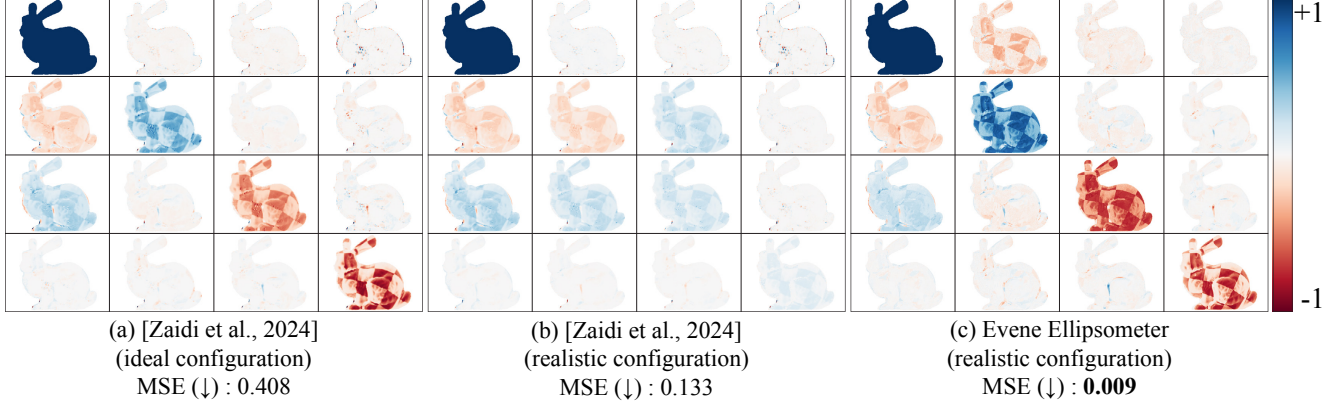 +1
-1
(a) [Zaidi et al., 2024]
(ideal configuration)
MSE (↓) : 0.408
(b) [Zaidi et al., 2024]
(realistic configuration)
MSE (↓) : 0.133
(c) Evene Ellipsometer
(realistic configuration)
MSE (↓) : 0.009